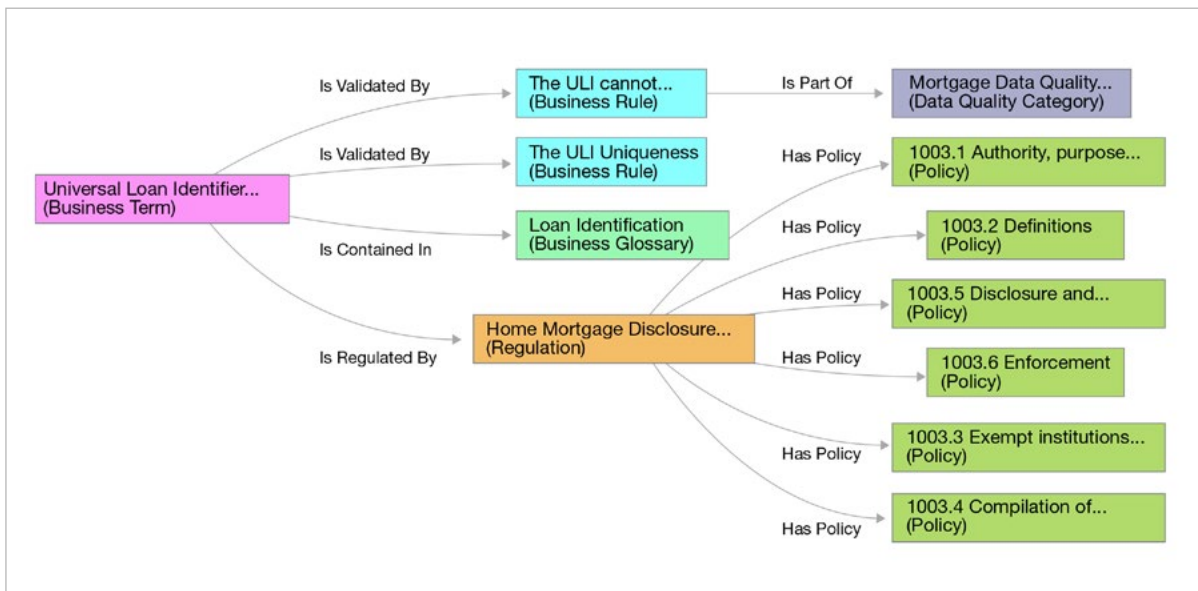 Is Validated By
The ULI cannot...
(Business Rule)
Is Part Of
Mortgage Data Quality...
(Data Quality Category)
Is Validated By
The ULI Uniqueness
(Business Rule)
Has Policy
1003.1 Authority, purpose...
(Policy)
Universal Loan Identifier...
(Business Term)
Is Contained In
Loan Identification
(Business Glossary)
Has Policy
1003.2 Definitions
(Policy)
Has Policy
1003.5 Disclosure and...
(Policy)
Is Regulated By
Home Mortgage Disclosure...
(Regulation)
Has Policy
1003.6 Enforcement
(Policy)
Has Policy
1003.3 Exempt institutions...
(Policy)
Has Policy
1003.4 Compilation of...
(Policy)